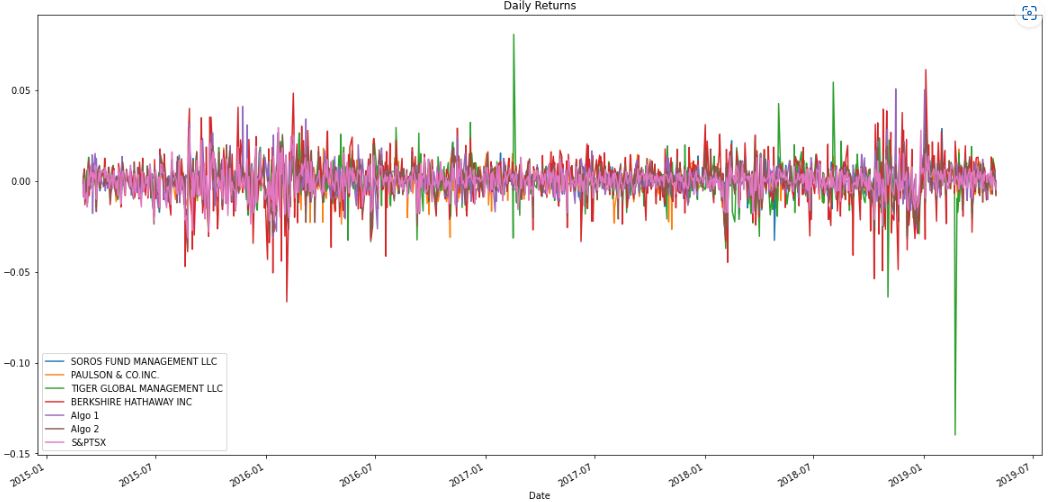 Daily Returns
0.05
0.00
−0.05
−0.10
−0.15
SOROS FUND MANAGEMENT LLC
PAULSON & CO.INC.
TIGER GLOBAL MANAGEMENT LLC
BERKSHIRE HATHAWAY INC
Algo 1
Algo 2
S&PTSX
2015-01
2015-07
2016-01
2016-07
2017-01
2017-07
2018-01
2018-07
2019-01
2019-07
Date